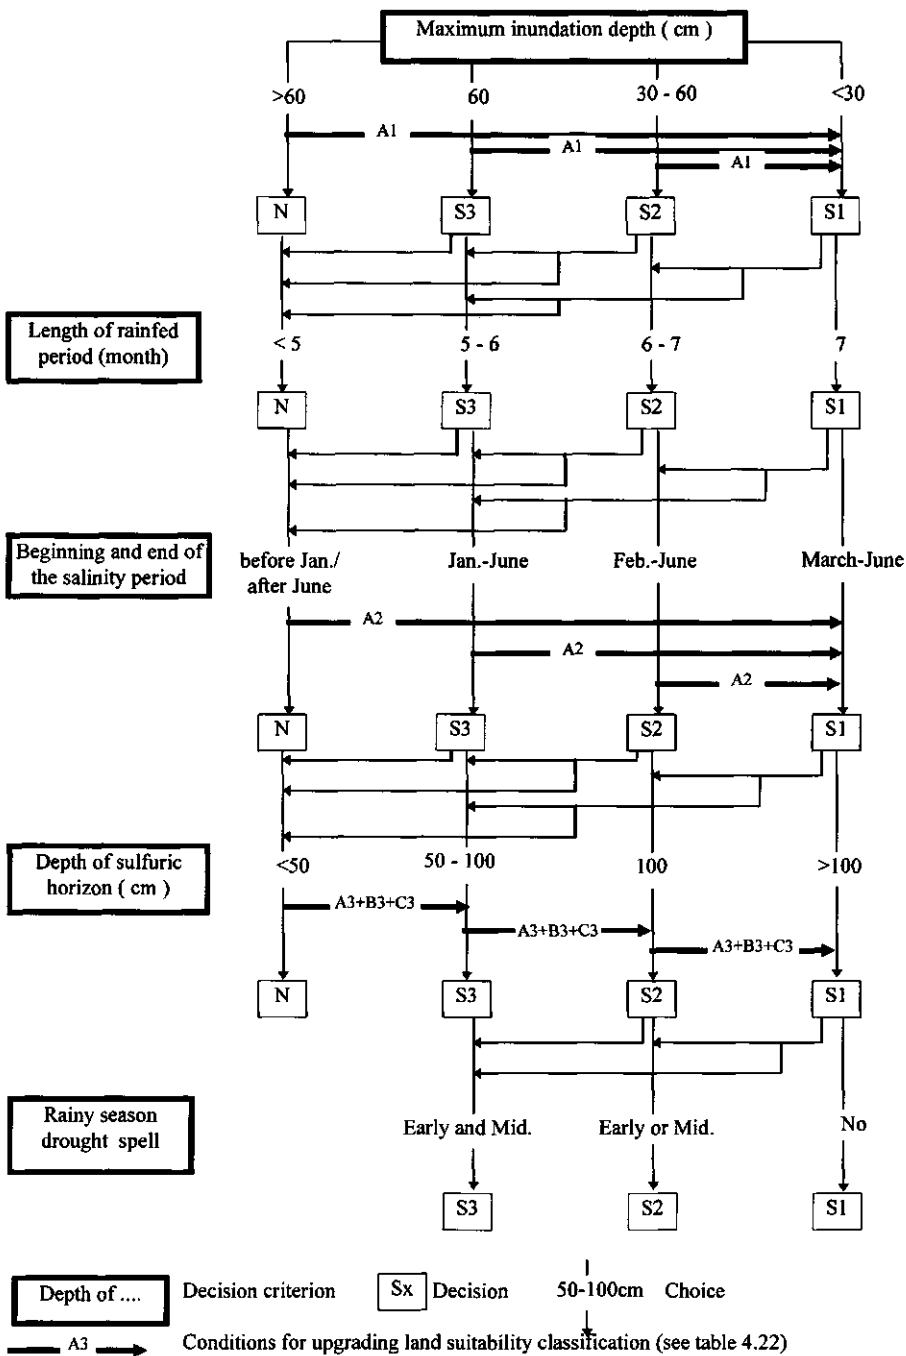 Maximum inundation depth ( cm )
>60 60 30 - 60 <30
A1
A1
A1
N S3 S2 S1
Length of rainfed
period (month)
< 5 5 - 6 6 - 7 7
N S3 S2 S1
Beginning and end of
the salinity period
before Jan./
after June
Jan.-June Feb.-June March-June
A2
A2
A2
N S3 S2 S1
Depth of sulfuric
horizon ( cm )
<50 50 - 100 100 >100
A3+B3+C3
A3+B3+C3
A3+B3+C3
N S3 S2 S1
Rainy season
drought spell
Early and Mid. Early or Mid. No
S3 S2 S1
Depth of .... Decision criterion Sx Decision 50-100cm Choice
A3 Conditions for upgrading land suitability classification (see table 4.22)